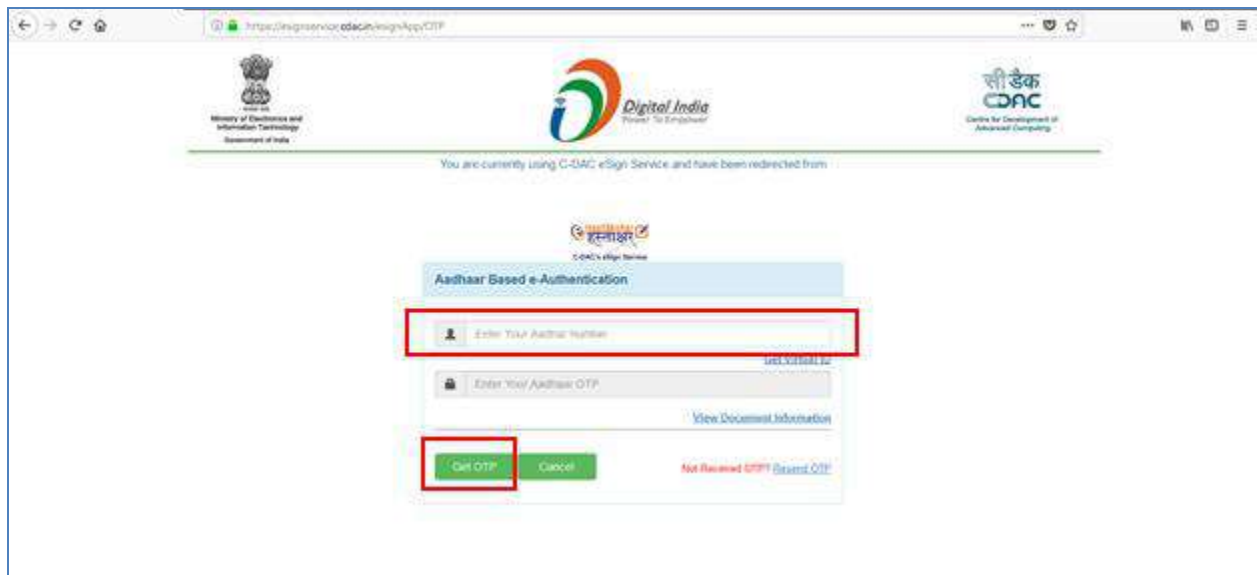 https://esignservice.cdac.in/esignApp/OTP
Ministry of Electronics and
Information Technology
Government of India
Digital India
Power To Empower
सी डैक
CDAC
Centre for Development of
Advanced Computing
You are currently using C-DAC eSign Service and have been redirected from
हस्ताक्षर
C-DAC's eSign Service
Aadhaar Based e-Authentication
Enter Your Aadhar Number
Get Virtual ID
Enter Your Aadhaar OTP
View Document Information
Get OTP Cancel Not Received OTP? Resend OTP